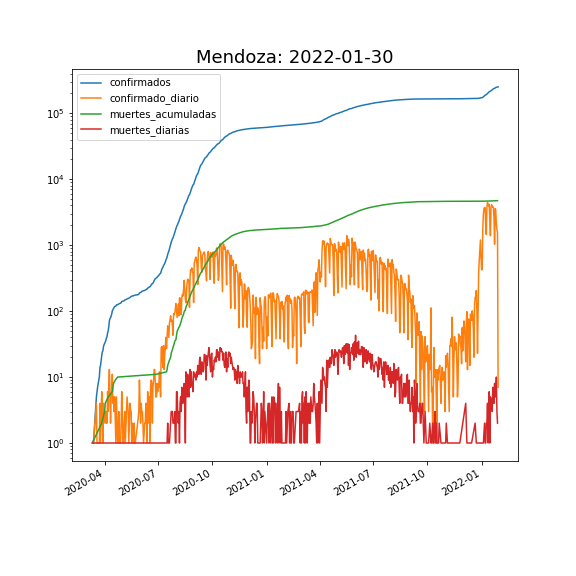 Mendoza: 2022-01-30
confirmados
confirmado_diario
muertes_acumuladas
muertes_diarias
10^5
10^4
10^3
10^2
10^1
10^0
2020-04 2020-07 2020-10 2021-01 2021-04 2021-07 2021-10 2022-01